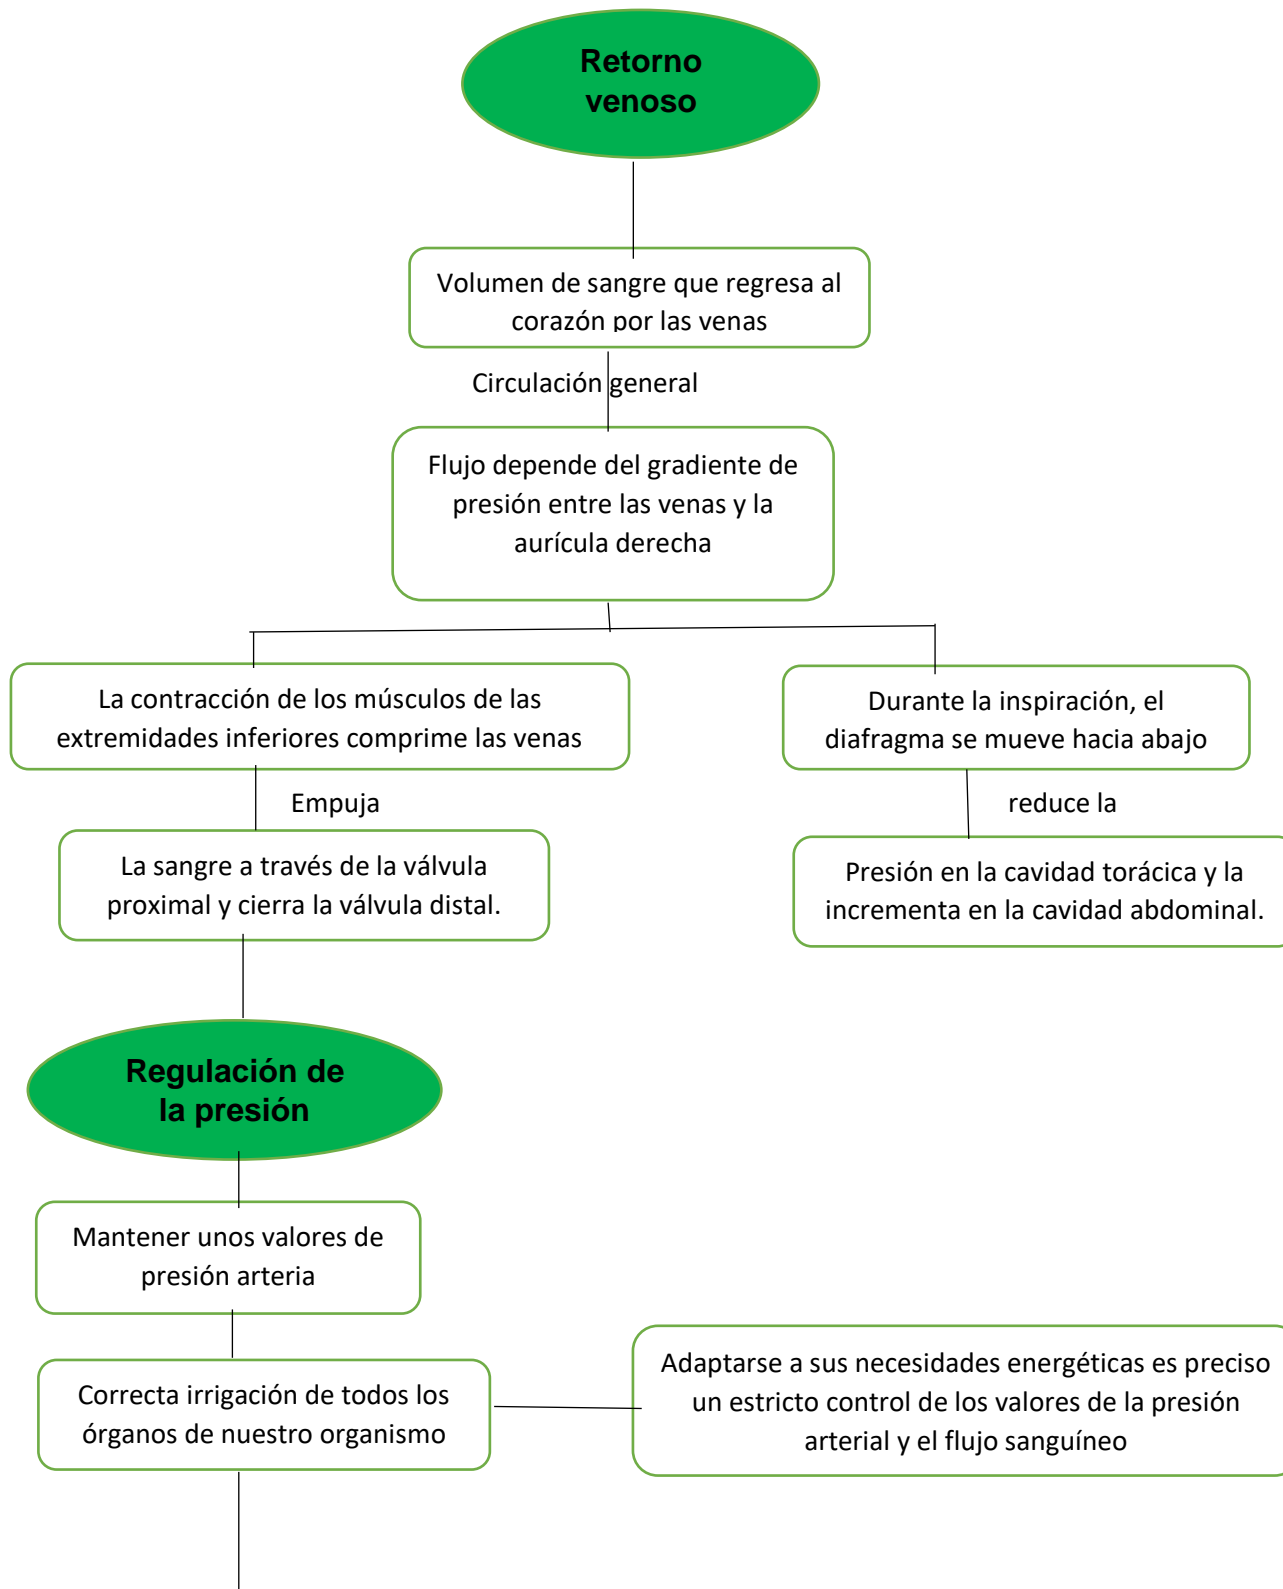 Retorno
venoso
Volumen de sangre que regresa al
corazón por las venas
Circulación general
Flujo depende del gradiente de
presión entre las venas y la
aurícula derecha
La contracción de los músculos de las
extremidades inferiores comprime las venas
Durante la inspiración, el
diafragma se mueve hacia abajo
Empuja
reduce la
La sangre a través de la válvula
proximal y cierra la válvula distal.
Presión en la cavidad torácica y la
incrementa en la cavidad abdominal.
Regulación de
la presión
Mantener unos valores de
presión arteria
Correcta irrigación de todos los
órganos de nuestro organismo
Adaptarse a sus necesidades energéticas es preciso
un estricto control de los valores de la presión
arterial y el flujo sanguíneo